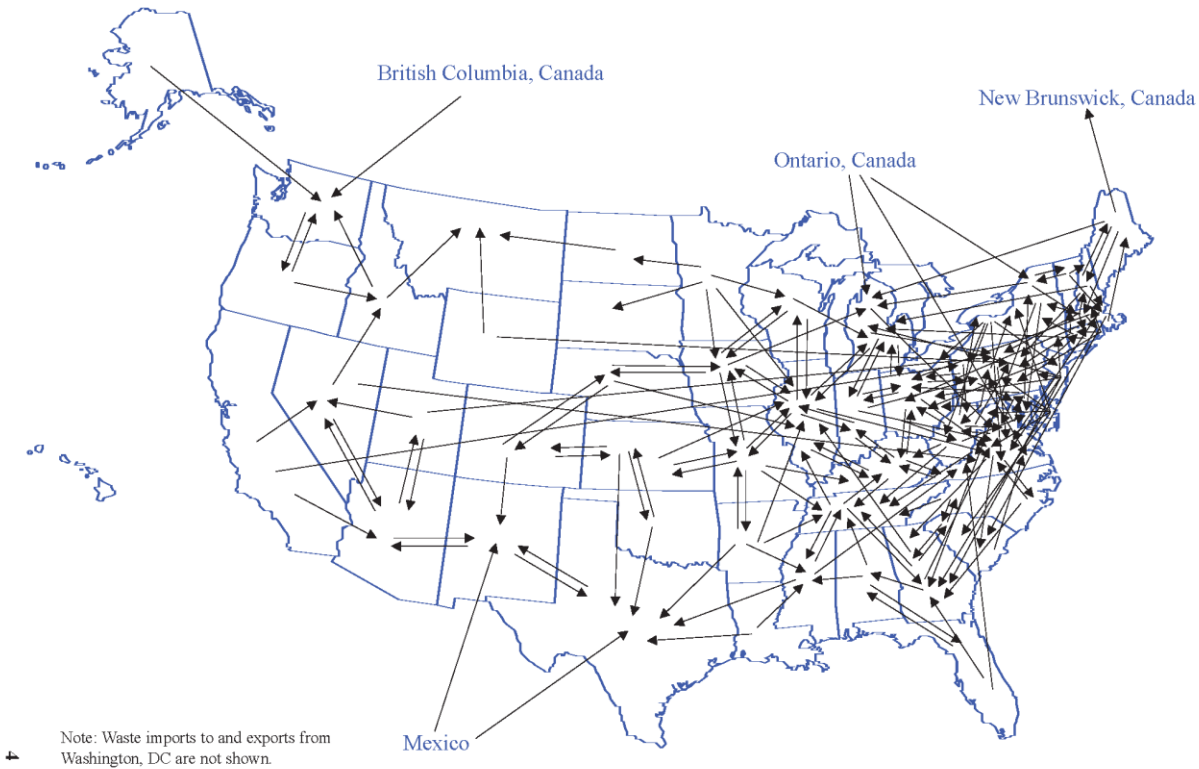 British Columbia, Canada
New Brunswick, Canada
Ontario, Canada
Mexico
Note: Waste imports to and exports from
Washington, DC are not shown.
4